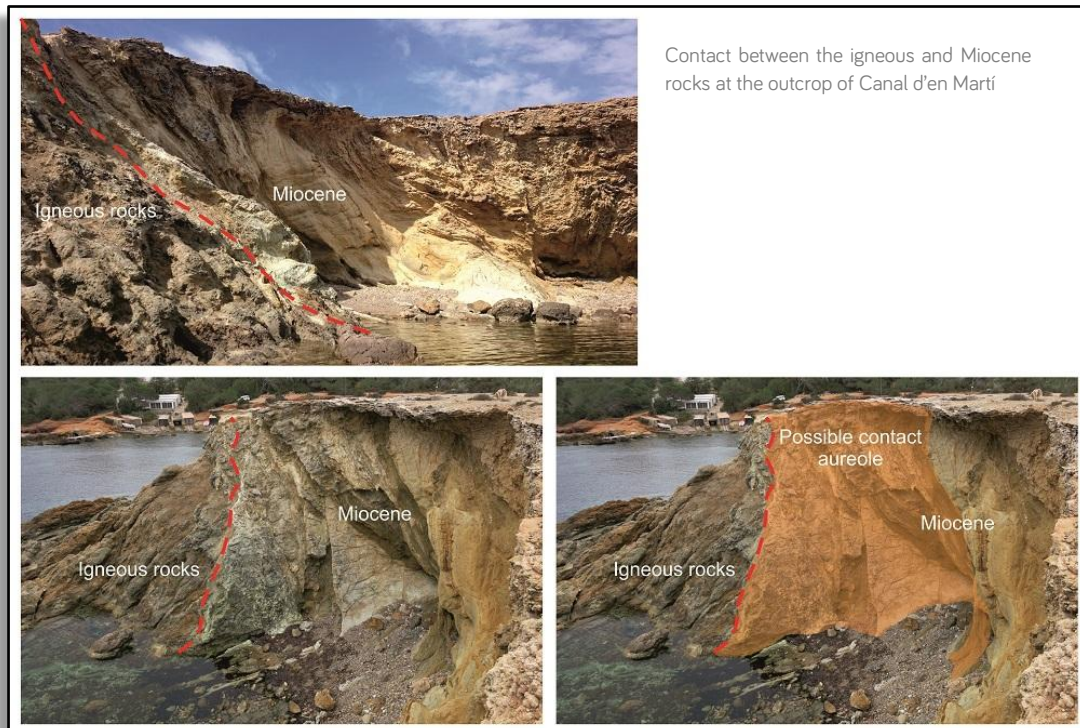 Contact between the igneous and Miocene
rocks at the outcrop of Canal d'en Martí
Miocene
Igneous rocks
Miocene
Igneous rocks
Possible contact
aureole
Miocene
Igneous rocks